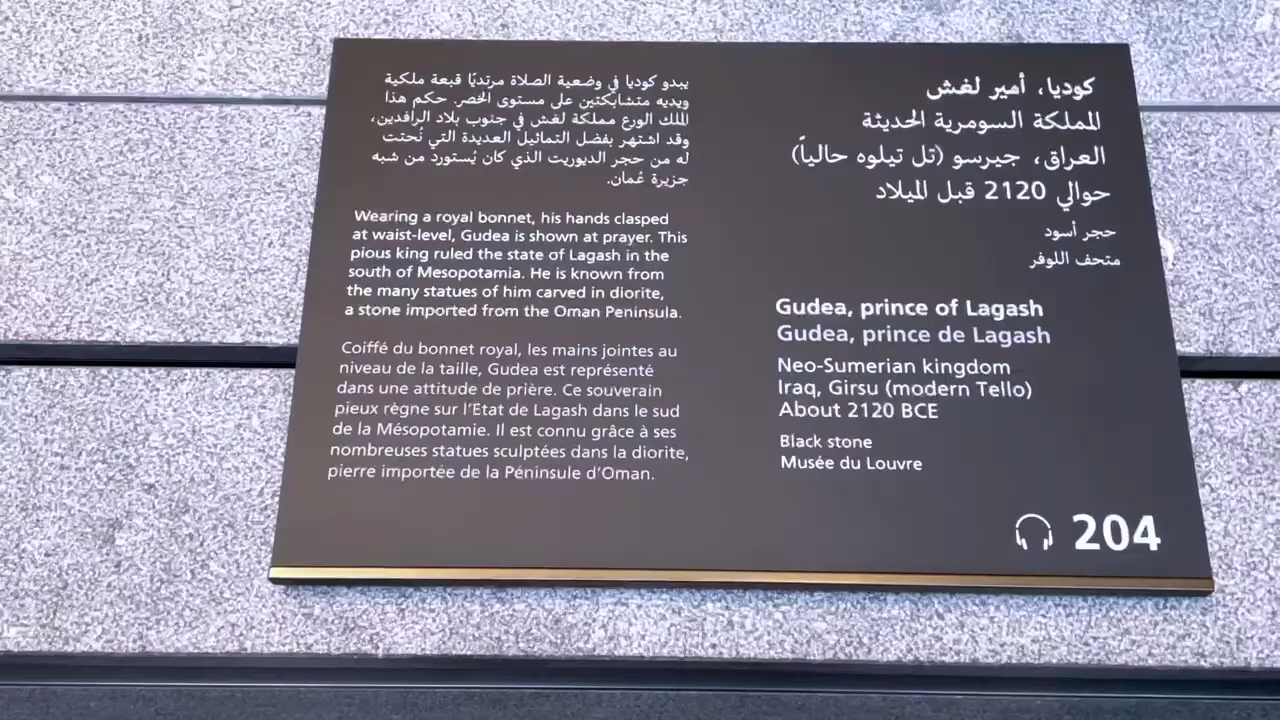 يبدو كوديا في وضعية الصلاة مرتديًا قبعة ملكية
ويديه متشابكتين على مستوى الخصر. حكم هذا
الملك الورع مملكة لغش في جنوب بلاد الرافدين،
وقد اشتهر بفضل التماثيل العديدة التي نُحتت
له من حجر الديوريت الذي كان يُستورد من شبه
جزيرة عُمان.
Wearing a royal bonnet, his hands clasped
at waist-level, Gudea is shown at prayer. This
pious king ruled the state of Lagash in the
south of Mesopotamia. He is known from
the many statues of him carved in diorite,
a stone imported from the Oman Peninsula.
Coiffé du bonnet royal, les mains jointes au
niveau de la taille, Gudea est représenté
dans une attitude de prière. Ce souverain
pieux règne sur l'Etat de Lagash dans le sud
de la Mésopotamie. Il est connu grâce à ses
nombreuses statues sculptées dans la diorite,
pierre importée de la Péninsule d'Oman.
كوديا، أمير لغش
المملكة السومرية الحديثة
العراق، جيرسو (تل تيلوه حالياً)
حوالي 2120 قبل الميلاد
حجر أسود
متحف اللوفر
Gudea, prince of Lagash
Gudea, prince de Lagash
Neo-Sumerian kingdom
Iraq, Girsu (modern Tello)
About 2120 BCE
Black stone
Musée du Louvre
204